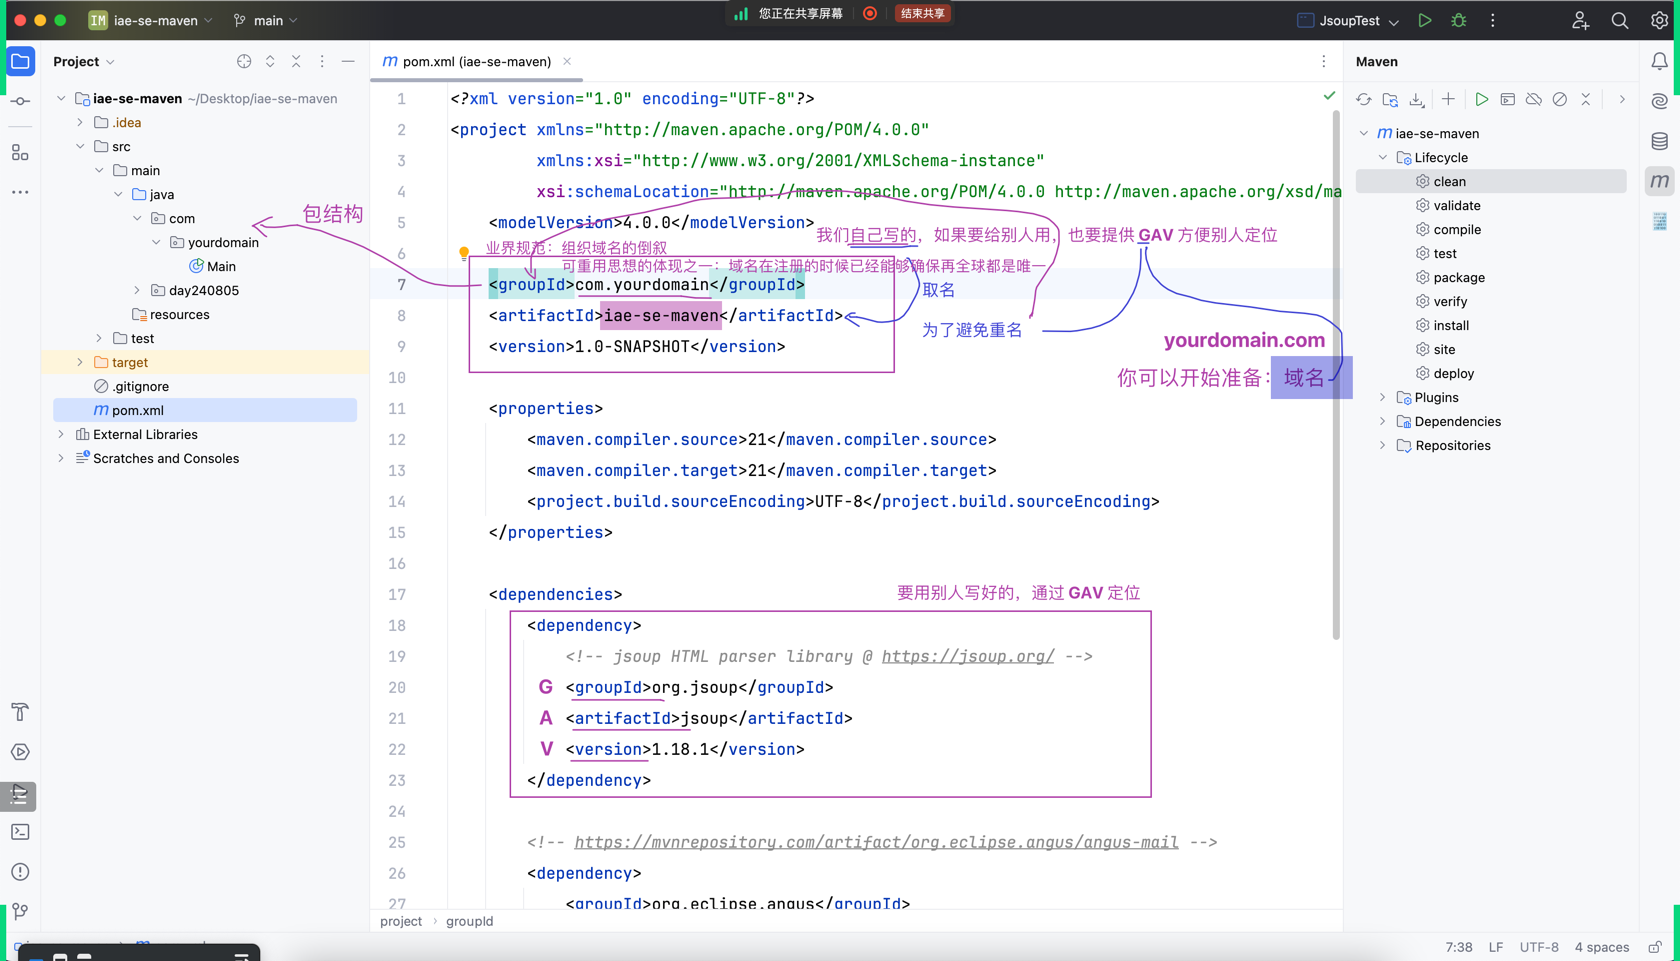 IM iae-se-maven main
您正在共享屏幕 结束共享
JsoupTest
Project
iae-se-maven ~/Desktop/iae-se-maven
.idea
src
main
java
com
yourdomain
Main
day240805
resources
test
target
.gitignore
m pom.xml
External Libraries
Scratches and Consoles
包结构
m pom.xml (iae-se-maven)
1 <?xml version="1.0" encoding="UTF-8"?>
2 <project xmlns="http://maven.apache.org/POM/4.0.0"
3 xmlns:xsi="http://www.w3.org/2001/XMLSchema-instance"
4 xsi:schemaLocation="http://maven.apache.org/POM/4.0.0 http://maven.apache.org/xsd/ma
5 <modelVersion>4.0.0</modelVersion>
我们自己写的，如果要给别人用，也要提供 GAV 方便别人定位
6 业界规范：组织域名的倒叙
可重用思想的体现之一：域名在注册的时候已经能够确保再全球都是唯一
7 <groupId>com.yourdomain</groupId>
取名
8 <artifactId>iae-se-maven</artifactId>
为了避免重名
9 <version>1.0-SNAPSHOT</version>
yourdomain.com
你可以开始准备：域名
10
11 <properties>
12 <maven.compiler.source>21</maven.compiler.source>
13 <maven.compiler.target>21</maven.compiler.target>
14 <project.build.sourceEncoding>UTF-8</project.build.sourceEncoding>
15 </properties>
16
17 <dependencies>
要用别人写好的，通过 GAV 定位
18 <dependency>
19 <!-- jsoup HTML parser library @ https://jsoup.org/ -->
20 G <groupId>org.jsoup</groupId>
21 A <artifactId>jsoup</artifactId>
22 V <version>1.18.1</version>
23 </dependency>
24
25 <!-- https://mvnrepository.com/artifact/org.eclipse.angus/angus-mail -->
26 <dependency>
27 <groupId>org.eclipse.angus</groupId>
project › groupId
Maven
m iae-se-maven
Lifecycle
clean
validate
compile
test
package
verify
install
site
deploy
Plugins
Dependencies
Repositories
m
7:38 LF UTF-8 4 spaces